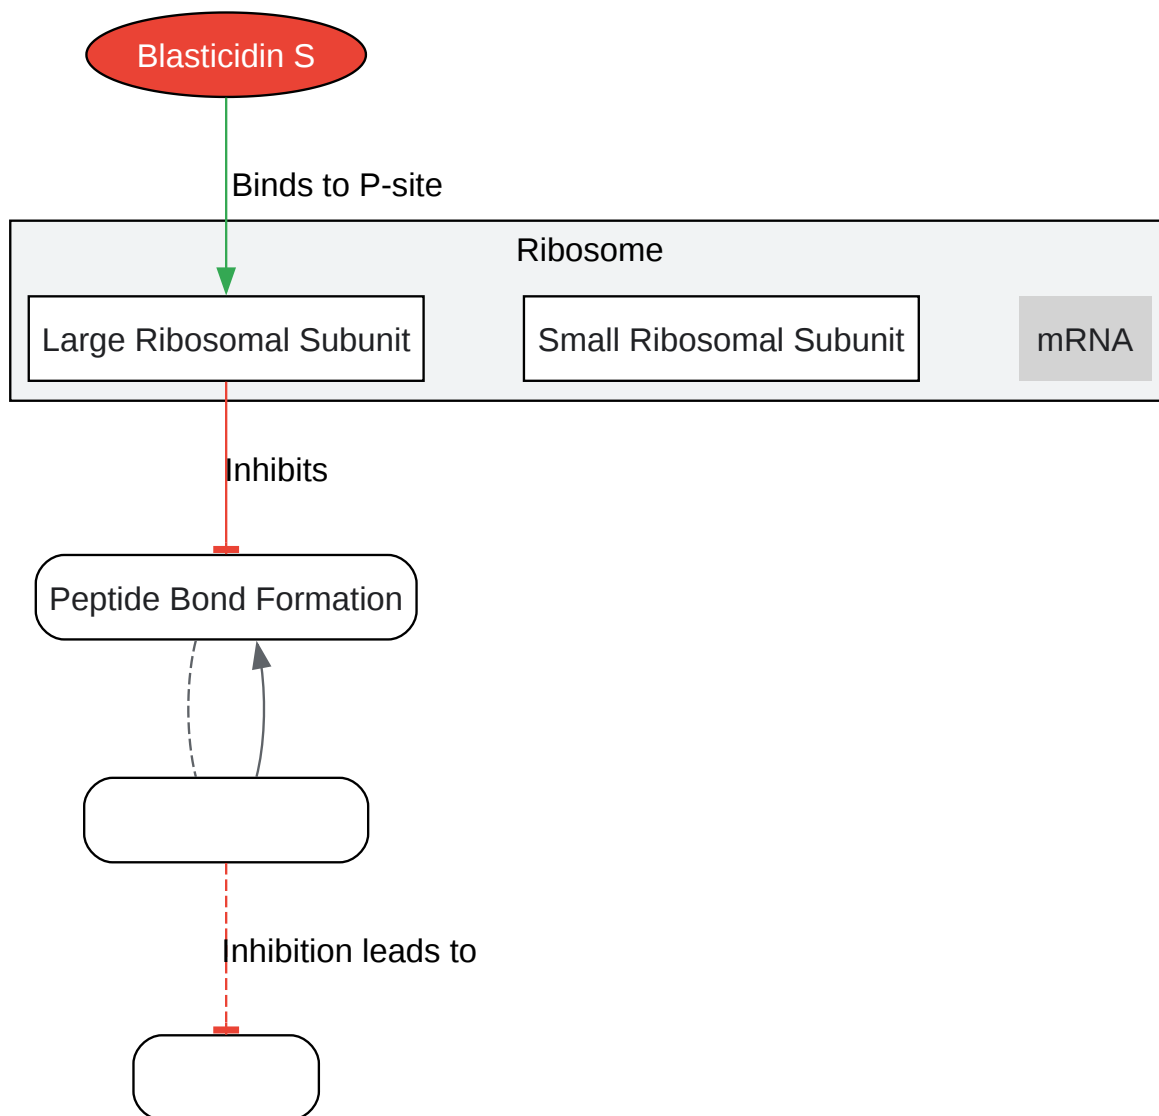 Blasticidin S
Binds to P-site
Ribosome
Large Ribosomal Subunit
Small Ribosomal Subunit
mRNA
Inhibits
Peptide Bond Formation
Inhibition leads to